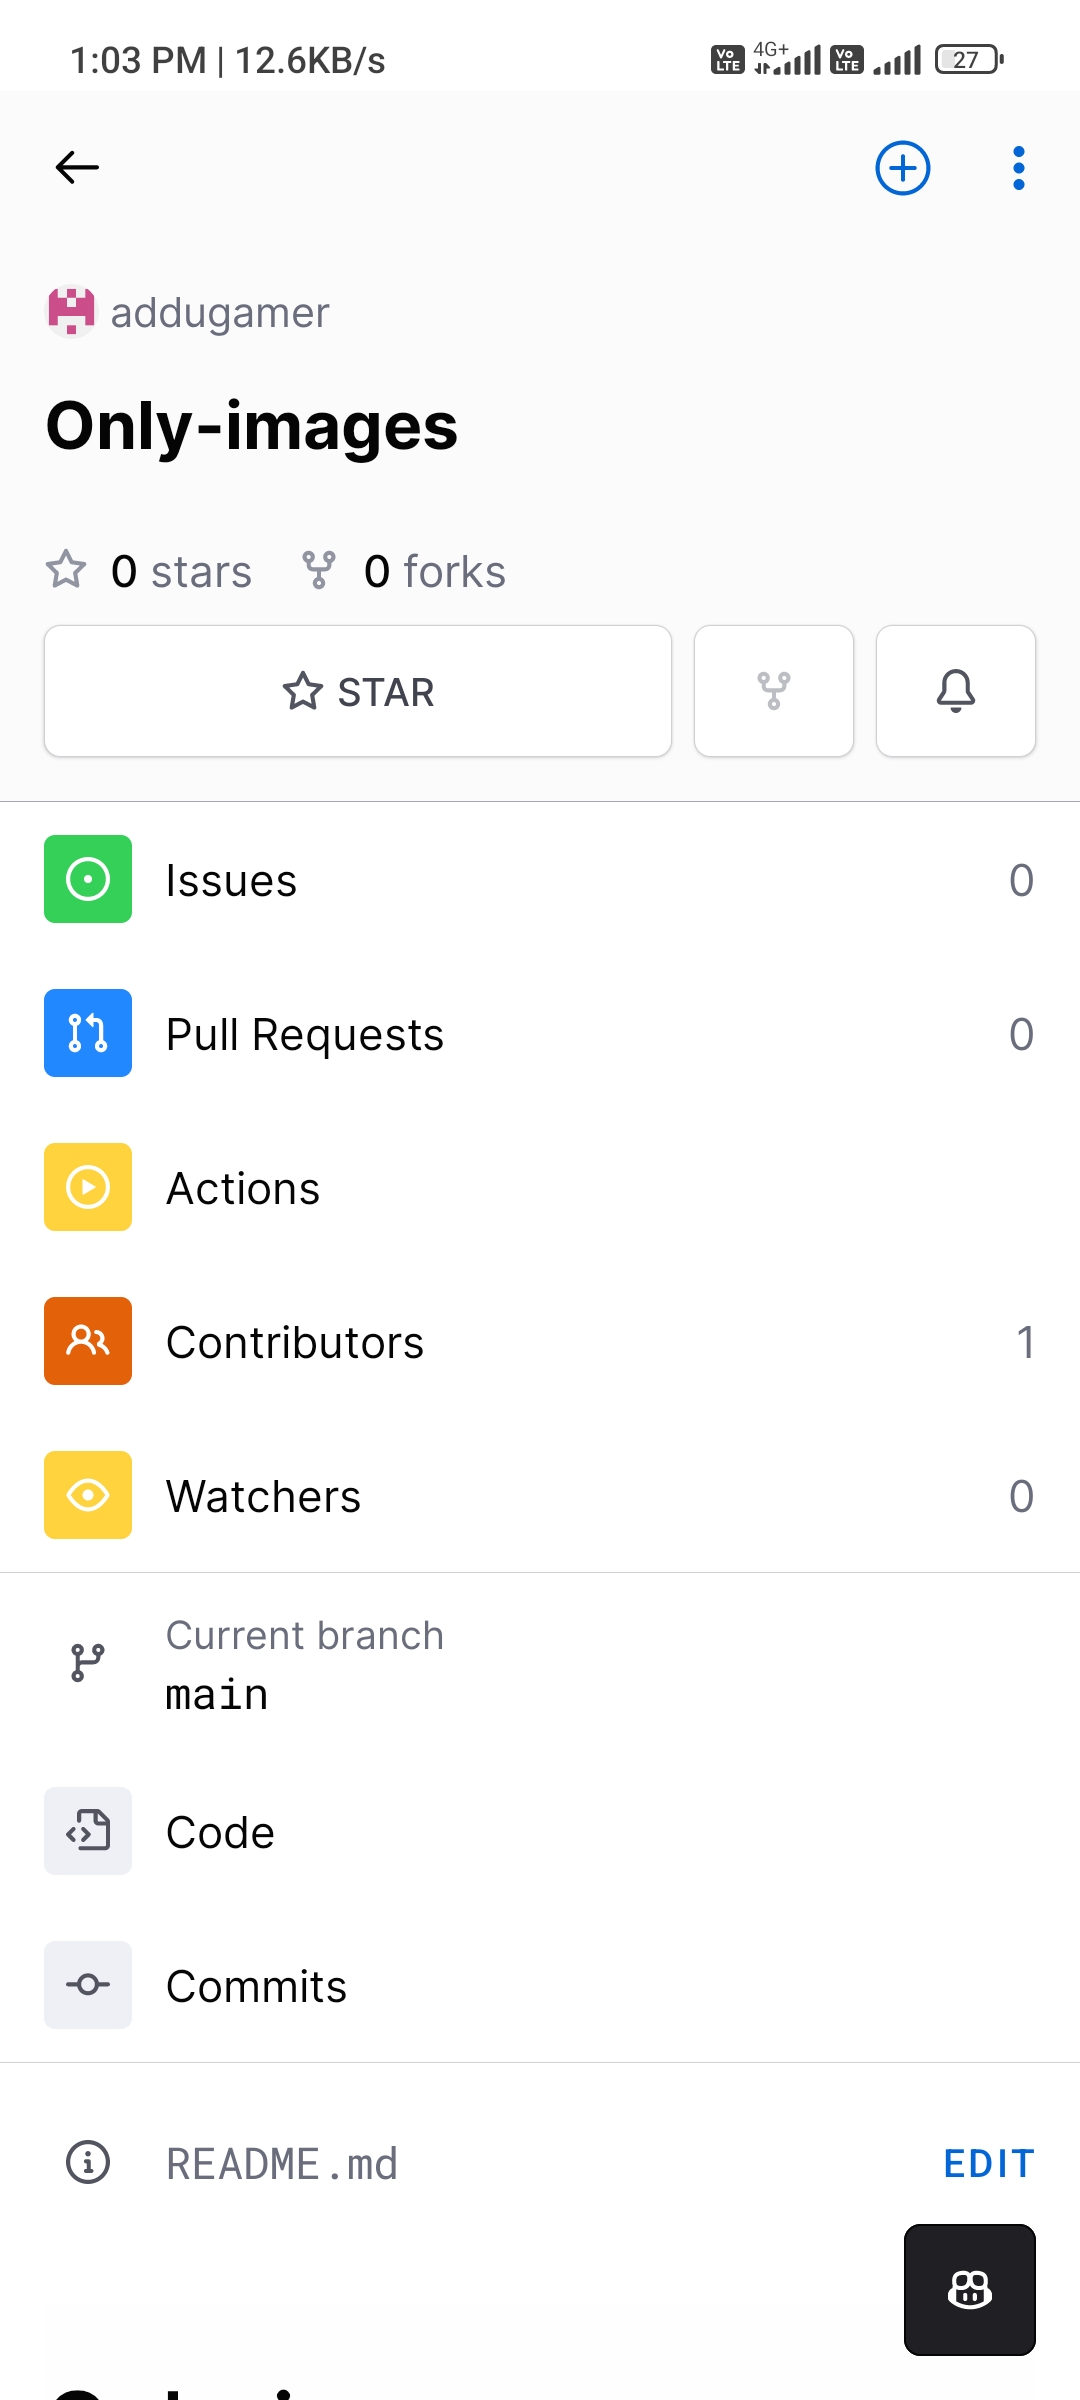 1:03 PM | 12.6KB/s
Vo LTE 4G+ Vo LTE 27
addugamer
Only-images
0 stars 0 forks
STAR
Issues 0
Pull Requests 0
Actions
Contributors 1
Watchers 0
Current branch
main
Code
Commits
README.md EDIT